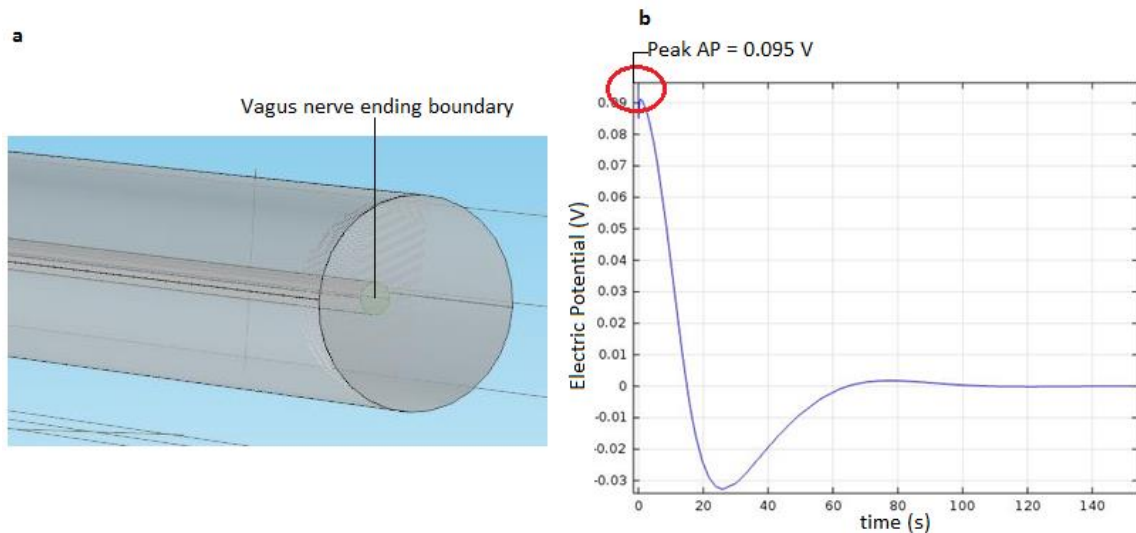 a
Vagus nerve ending boundary
b
Peak AP = 0.095 V
Electric Potential (V)
0.09
0.08
0.07
0.06
0.05
0.04
0.03
0.02
0.01
0
-0.01
-0.02
-0.03
0 20 40 60 80 100 120 140
time (s)